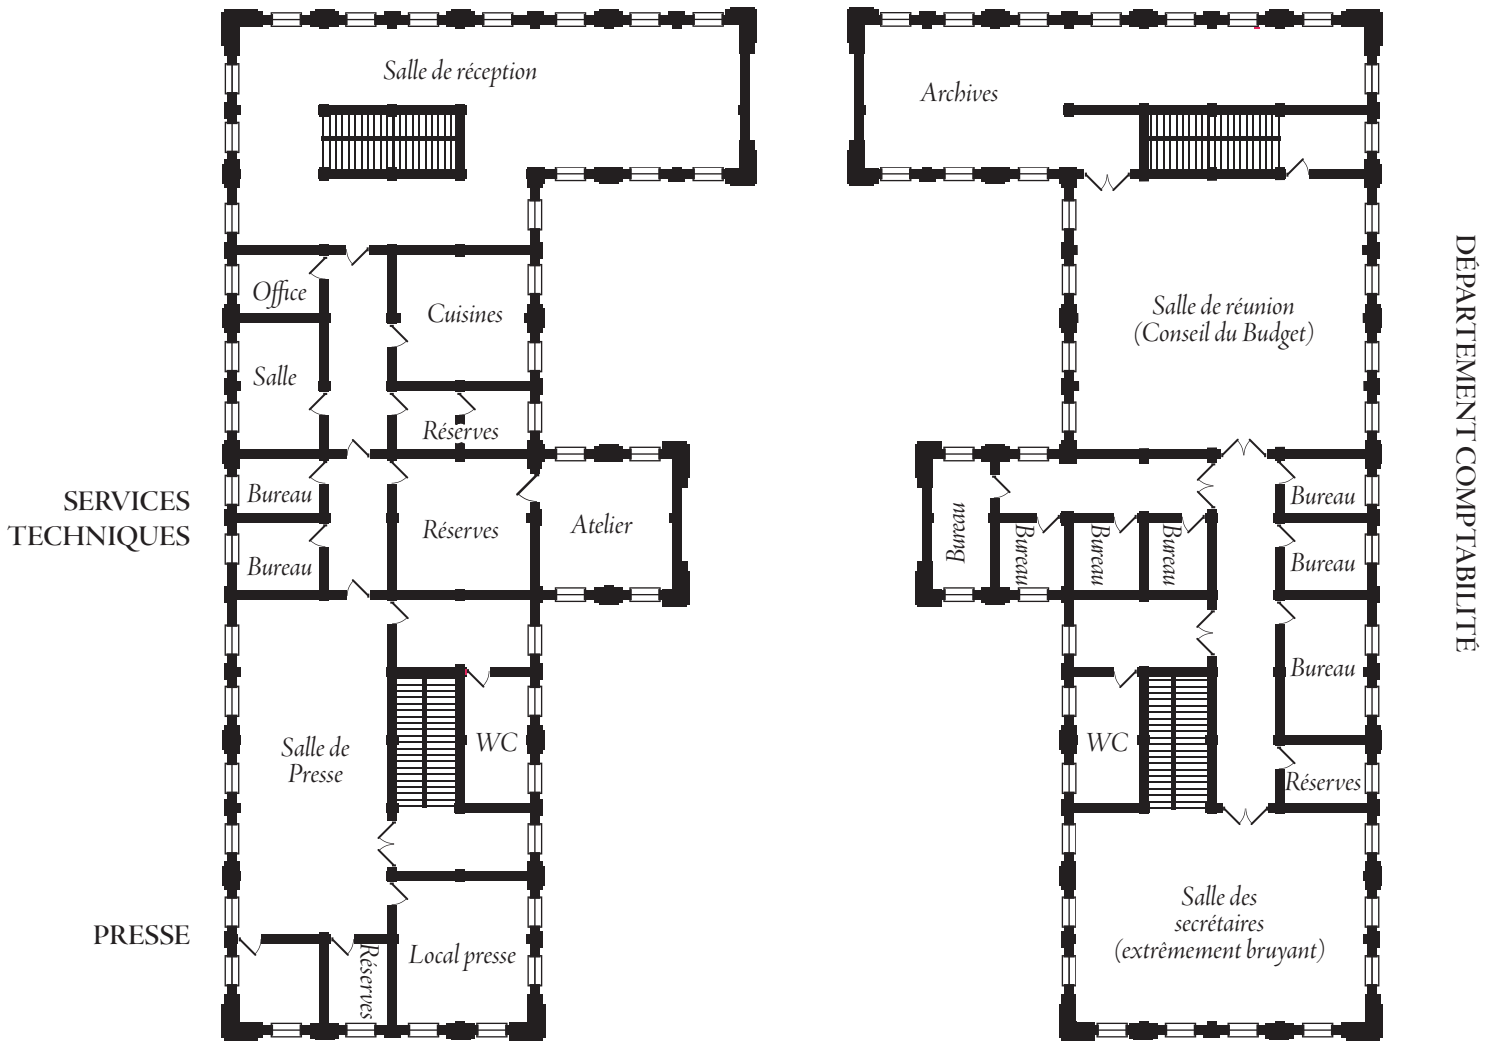 Salle de réception
Office
Cuisines
Salle
Réserves
SERVICES
TECHNIQUES
Bureau
Bureau
Réserves
Atelier
Salle de
Presse
WC
PRESSE
Réserves
Local presse
Archives
Salle de réunion
(Conseil du Budget)
Bureau
Bureau
Bureau
Bureau
Bureau
Bureau
Bureau
WC
Réserves
Salle des
secrétaires
(extrêmement bruyant)
DÉPARTEMENT COMPTABILITÉ